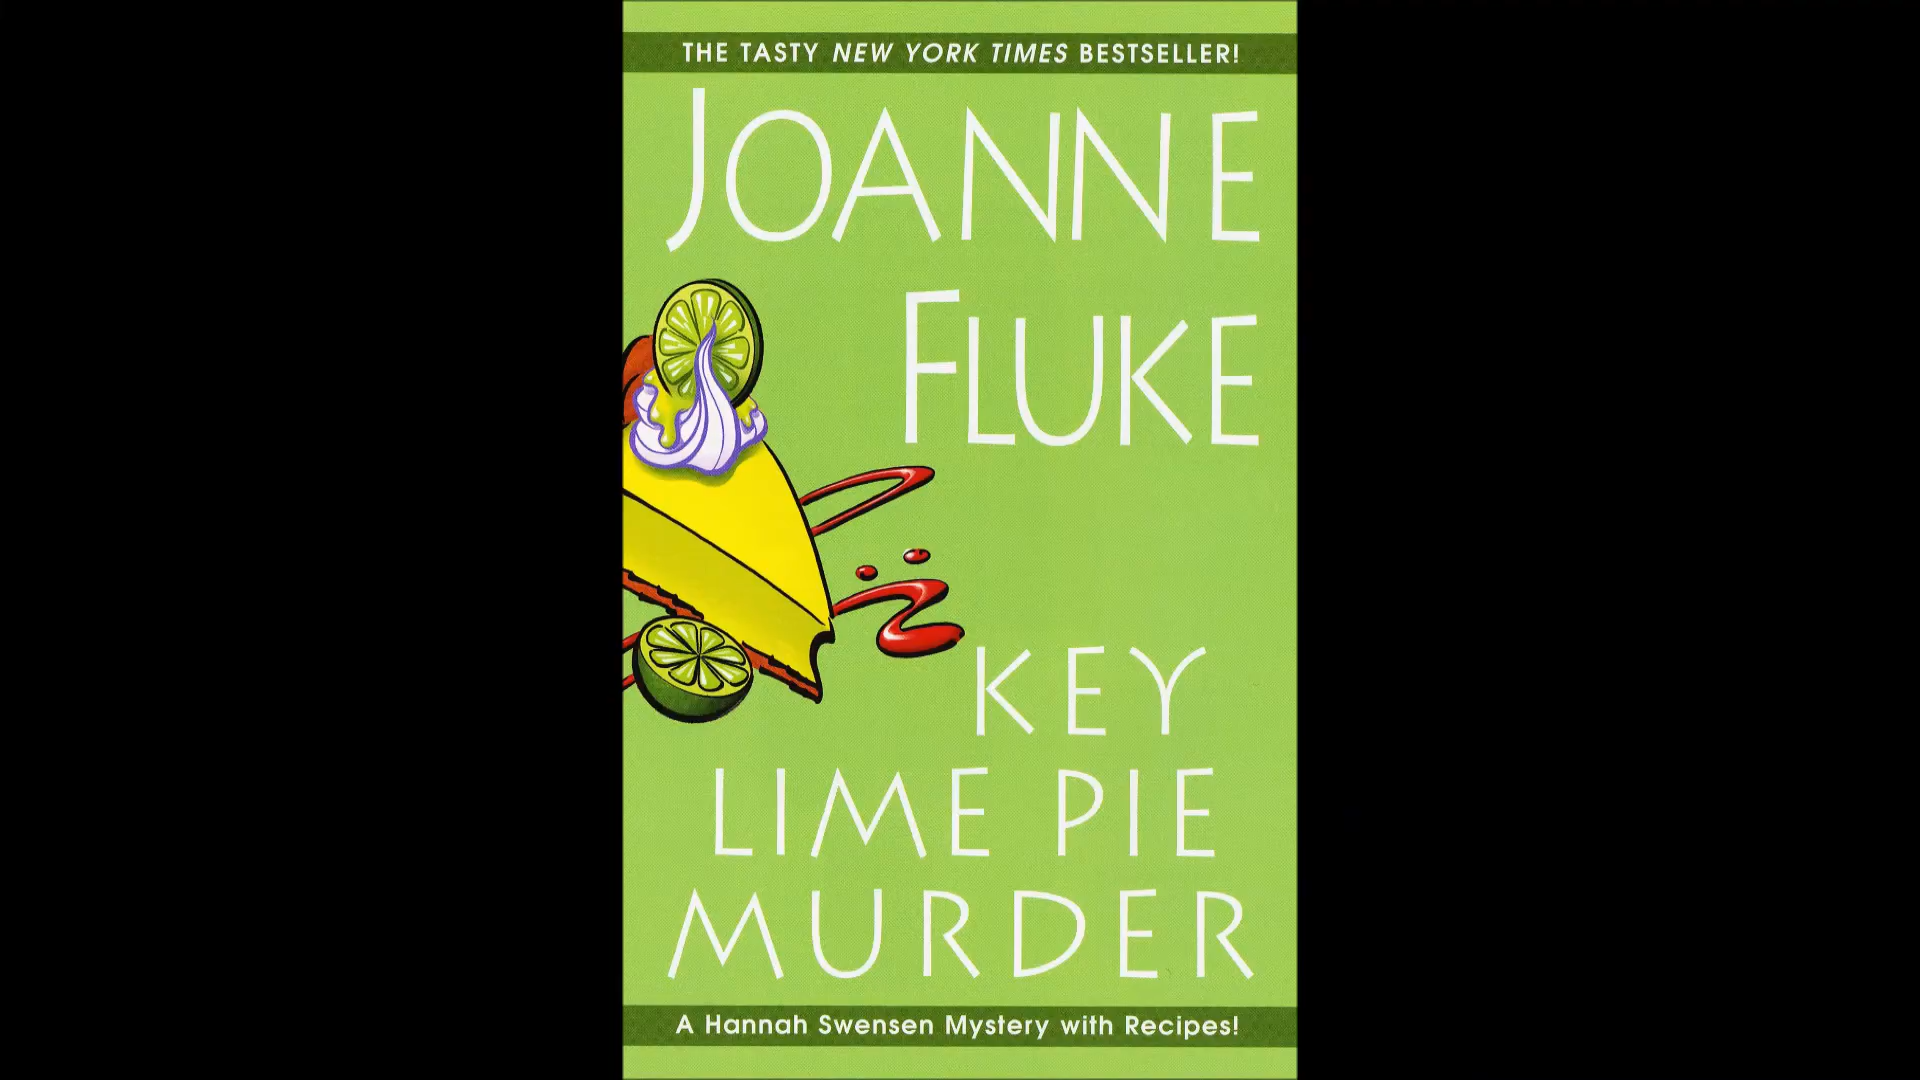 THE TASTY NEW YORK TIMES BESTSELLER!
JOANNE
FLUKE
KEY
LIME PIE
MURDER
A Hannah Swensen Mystery with Recipes!